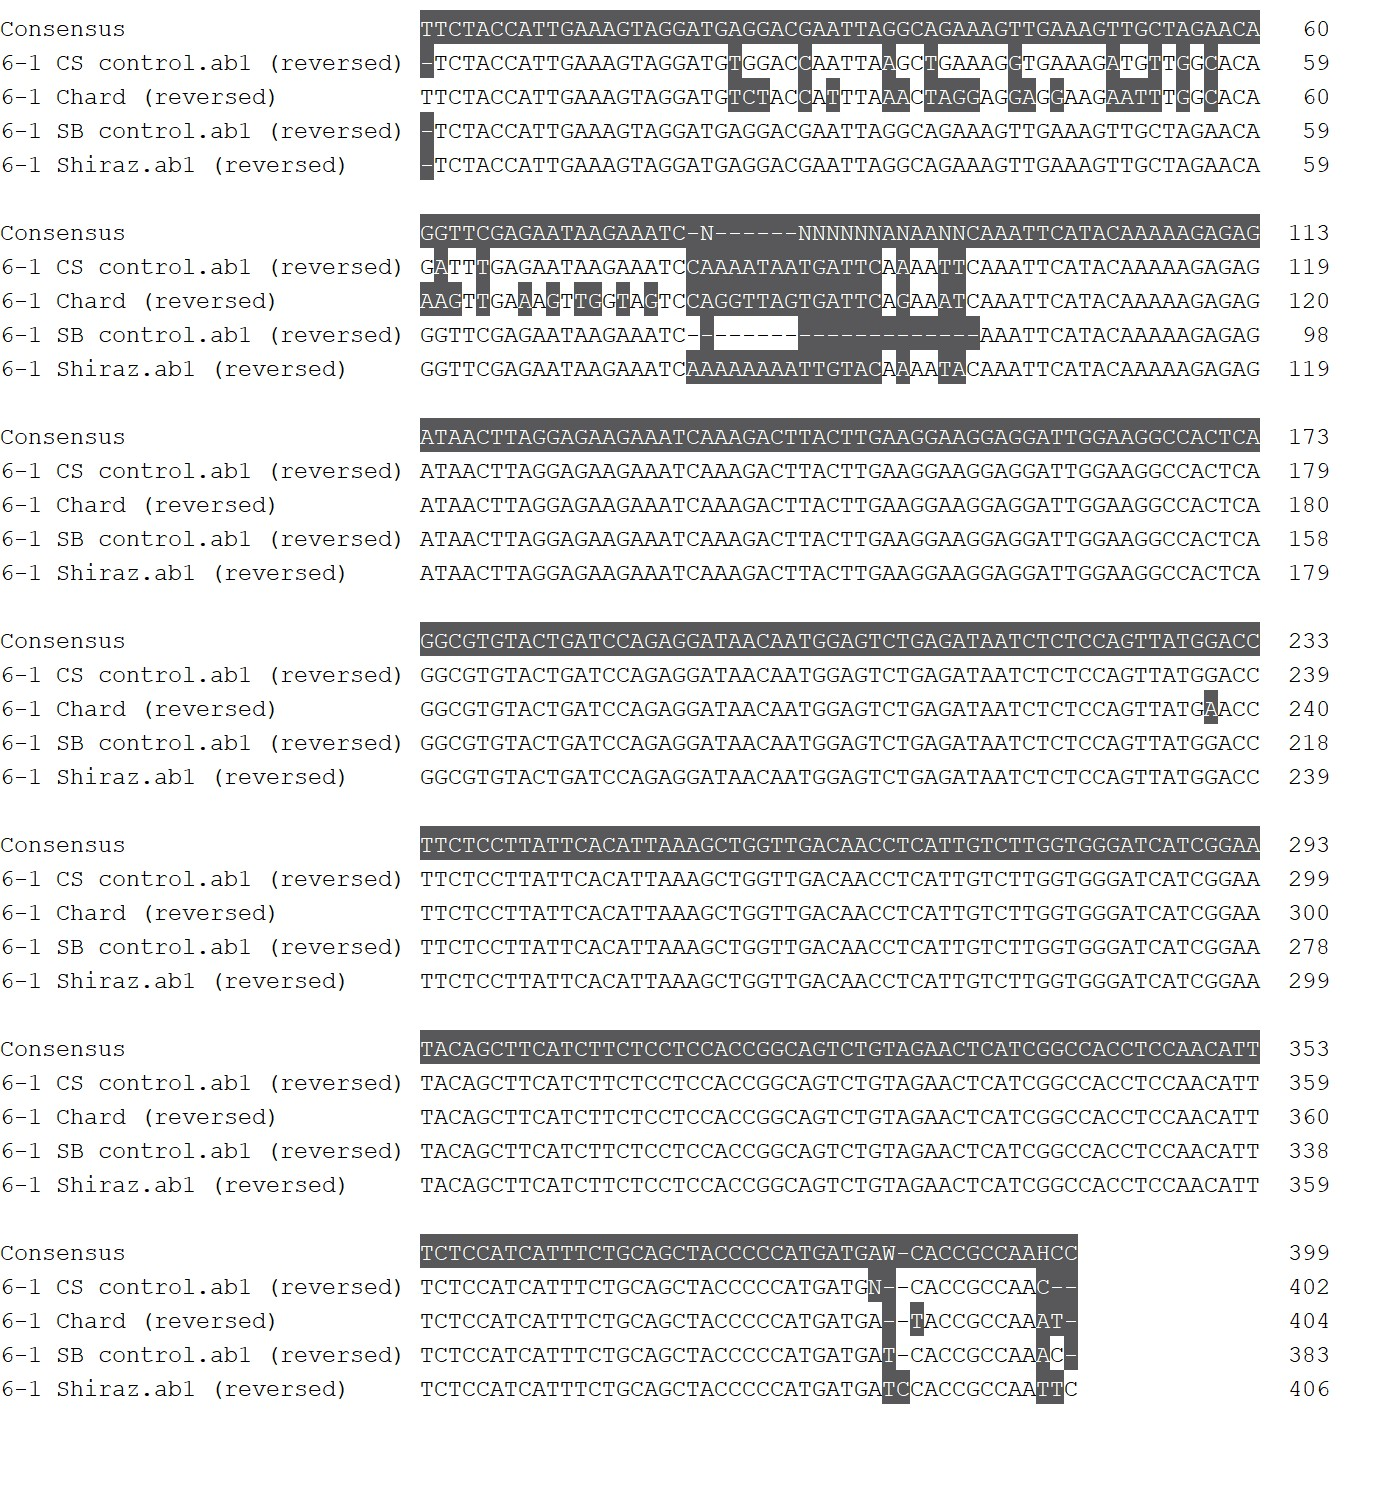 Consensus TTCTACCATTGAAAGTAGGATGAGGACGAATTAGGCAGAAAGTTGAAAGTTGCTAGAACA 60
6-1 CS control.ab1 (reversed) -TCTACCATTGAAAGTAGGATGTGGACCAATTAAGCTGAAAGGTGAAAGATGTTGGCACA 59
6-1 Chard (reversed) TTCTACCATTGAAAGTAGGATGTCTACCATTTAAACTAGGAGGAGGAAGAATTTGGCACA 60
6-1 SB control.ab1 (reversed) -TCTACCATTGAAAGTAGGATGAGGACGAATTAGGCAGAAAGTTGAAAGTTGCTAGAACA 59
6-1 Shiraz.ab1 (reversed) -TCTACCATTGAAAGTAGGATGAGGACGAATTAGGCAGAAAGTTGAAAGTTGCTAGAACA 59
Consensus GGTTCGAGAATAAGAAATC-N------NNNNNNANAANNCAAATTCATACAAAAAGAGAG 113
6-1 CS control.ab1 (reversed) GATTTGAGAATAAGAAATCCAAAATAATGATTCAAAATTCAAATTCATACAAAAAGAGAG 119
6-1 Chard (reversed) AAGTTGAAAGTTGGTAGTCCAGGTTAGTGATTCAGAAATCAAATTCATACAAAAAGAGAG 120
6-1 SB control.ab1 (reversed) GGTTCGAGAATAAGAAATC---------------------AAATTCATACAAAAAGAGAG 98
6-1 Shiraz.ab1 (reversed) GGTTCGAGAATAAGAAATCAAAAAAAATTGTACAAAATACAAATTCATACAAAAAGAGAG 119
Consensus ATAACTTAGGAGAAGAAATCAAAGACTTACTTGAAGGAAGGAGGATTGGAAGGCCACTCA 173
6-1 CS control.ab1 (reversed) ATAACTTAGGAGAAGAAATCAAAGACTTACTTGAAGGAAGGAGGATTGGAAGGCCACTCA 179
6-1 Chard (reversed) ATAACTTAGGAGAAGAAATCAAAGACTTACTTGAAGGAAGGAGGATTGGAAGGCCACTCA 180
6-1 SB control.ab1 (reversed) ATAACTTAGGAGAAGAAATCAAAGACTTACTTGAAGGAAGGAGGATTGGAAGGCCACTCA 158
6-1 Shiraz.ab1 (reversed) ATAACTTAGGAGAAGAAATCAAAGACTTACTTGAAGGAAGGAGGATTGGAAGGCCACTCA 179
Consensus GGCGTGTACTGATCCAGAGGATAACAATGGAGTCTGAGATAATCTCTCCAGTTATGGACC 233
6-1 CS control.ab1 (reversed) GGCGTGTACTGATCCAGAGGATAACAATGGAGTCTGAGATAATCTCTCCAGTTATGGACC 239
6-1 Chard (reversed) GGCGTGTACTGATCCAGAGGATAACAATGGAGTCTGAGATAATCTCTCCAGTTATGAACC 240
6-1 SB control.ab1 (reversed) GGCGTGTACTGATCCAGAGGATAACAATGGAGTCTGAGATAATCTCTCCAGTTATGGACC 218
6-1 Shiraz.ab1 (reversed) GGCGTGTACTGATCCAGAGGATAACAATGGAGTCTGAGATAATCTCTCCAGTTATGGACC 239
Consensus TTCTCCTTATTCACATTAAAGCTGGTTGACAACCTCATTGTCTTGGTGGGATCATCGGAA 293
6-1 CS control.ab1 (reversed) TTCTCCTTATTCACATTAAAGCTGGTTGACAACCTCATTGTCTTGGTGGGATCATCGGAA 299
6-1 Chard (reversed) TTCTCCTTATTCACATTAAAGCTGGTTGACAACCTCATTGTCTTGGTGGGATCATCGGAA 300
6-1 SB control.ab1 (reversed) TTCTCCTTATTCACATTAAAGCTGGTTGACAACCTCATTGTCTTGGTGGGATCATCGGAA 278
6-1 Shiraz.ab1 (reversed) TTCTCCTTATTCACATTAAAGCTGGTTGACAACCTCATTGTCTTGGTGGGATCATCGGAA 299
Consensus TACAGCTTCATCTTCTCCTCCACCGGCAGTCTGTAGAACTCATCGGCCACCTCCAACATT 353
6-1 CS control.ab1 (reversed) TACAGCTTCATCTTCTCCTCCACCGGCAGTCTGTAGAACTCATCGGCCACCTCCAACATT 359
6-1 Chard (reversed) TACAGCTTCATCTTCTCCTCCACCGGCAGTCTGTAGAACTCATCGGCCACCTCCAACATT 360
6-1 SB control.ab1 (reversed) TACAGCTTCATCTTCTCCTCCACCGGCAGTCTGTAGAACTCATCGGCCACCTCCAACATT 338
6-1 Shiraz.ab1 (reversed) TACAGCTTCATCTTCTCCTCCACCGGCAGTCTGTAGAACTCATCGGCCACCTCCAACATT 359
Consensus TCTCCATCATTTCTGCAGCTACCCCCATGATGAW-CACCGCCAAHCC 399
6-1 CS control.ab1 (reversed) TCTCCATCATTTCTGCAGCTACCCCCATGATGN--CACCGCCAAC-- 402
6-1 Chard (reversed) TCTCCATCATTTCTGCAGCTACCCCCATGATGA--TACCGCCAAAT- 404
6-1 SB control.ab1 (reversed) TCTCCATCATTTCTGCAGCTACCCCCATGATGAT-CACCGCCAAAC- 383
6-1 Shiraz.ab1 (reversed) TCTCCATCATTTCTGCAGCTACCCCCATGATGATCCACCGCCAATTC 406